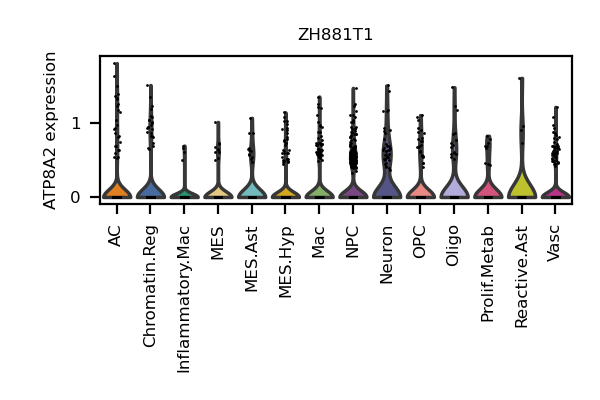 ZH881T1
ATP8A2 expression
1
0
AC
Chromatin.Reg
Inflammatory.Mac
MES
MES.Ast
MES.Hyp
Mac
NPC
Neuron
OPC
Oligo
Prolif.Metab
Reactive.Ast
Vasc